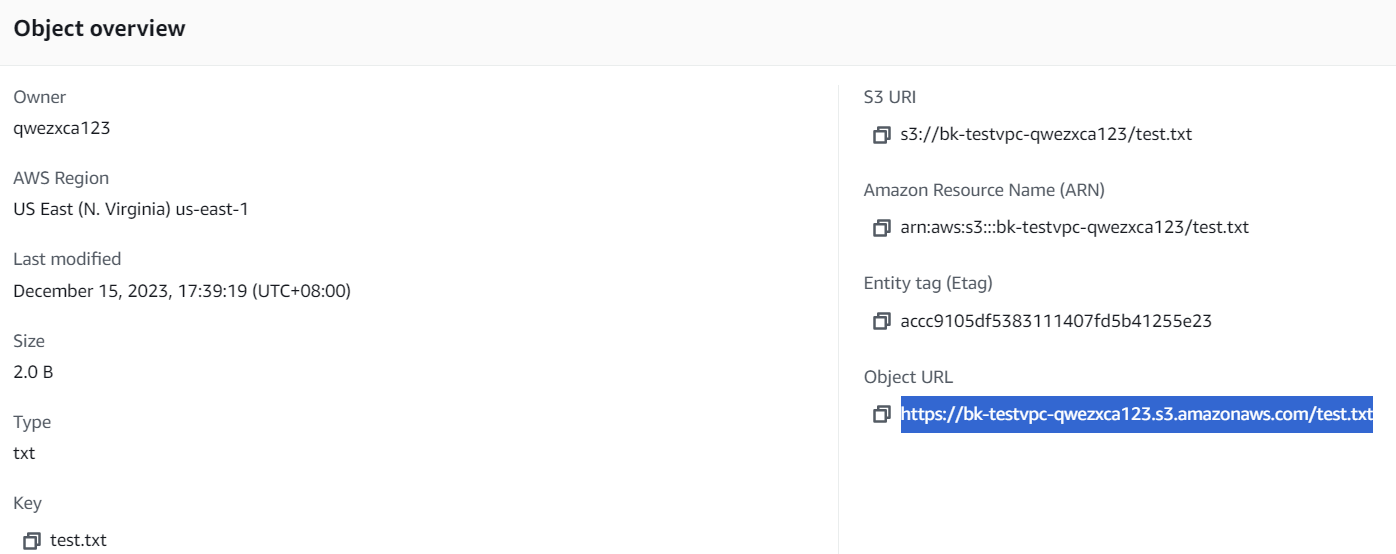 Object overview
Owner
qwezxca123
AWS Region
US East (N. Virginia) us-east-1
Last modified
December 15, 2023, 17:39:19 (UTC+08:00)
Size
2.0 B
Type
txt
Key
test.txt
S3 URI
s3://bk-testvpc-qwezxca123/test.txt
Amazon Resource Name (ARN)
arn:aws:s3:::bk-testvpc-qwezxca123/test.txt
Entity tag (Etag)
accc9105df5383111407fd5b41255e23
Object URL
https://bk-testvpc-qwezxca123.s3.amazonaws.com/test.txt